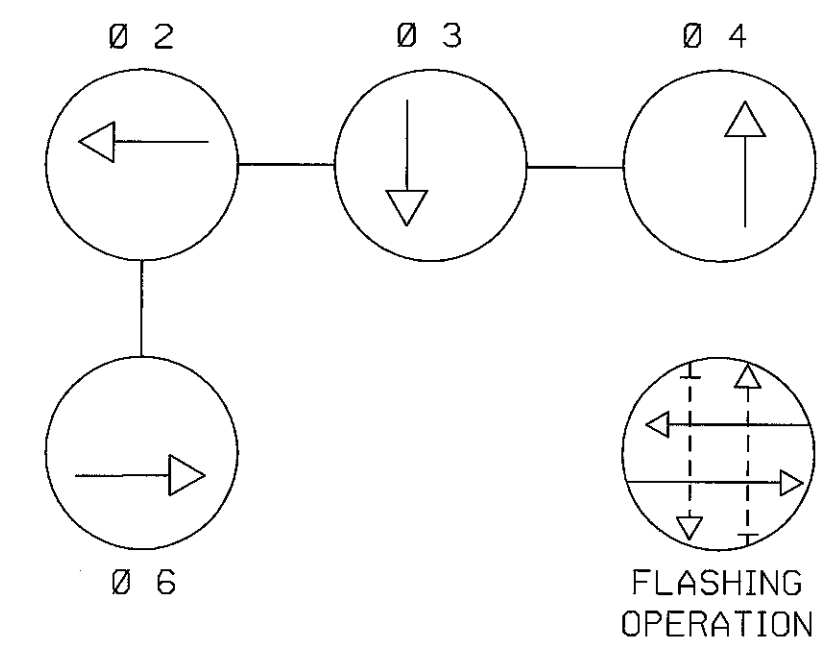 Ø 2
Ø 3
Ø 4
Ø 6
FLASHING
OPERATION